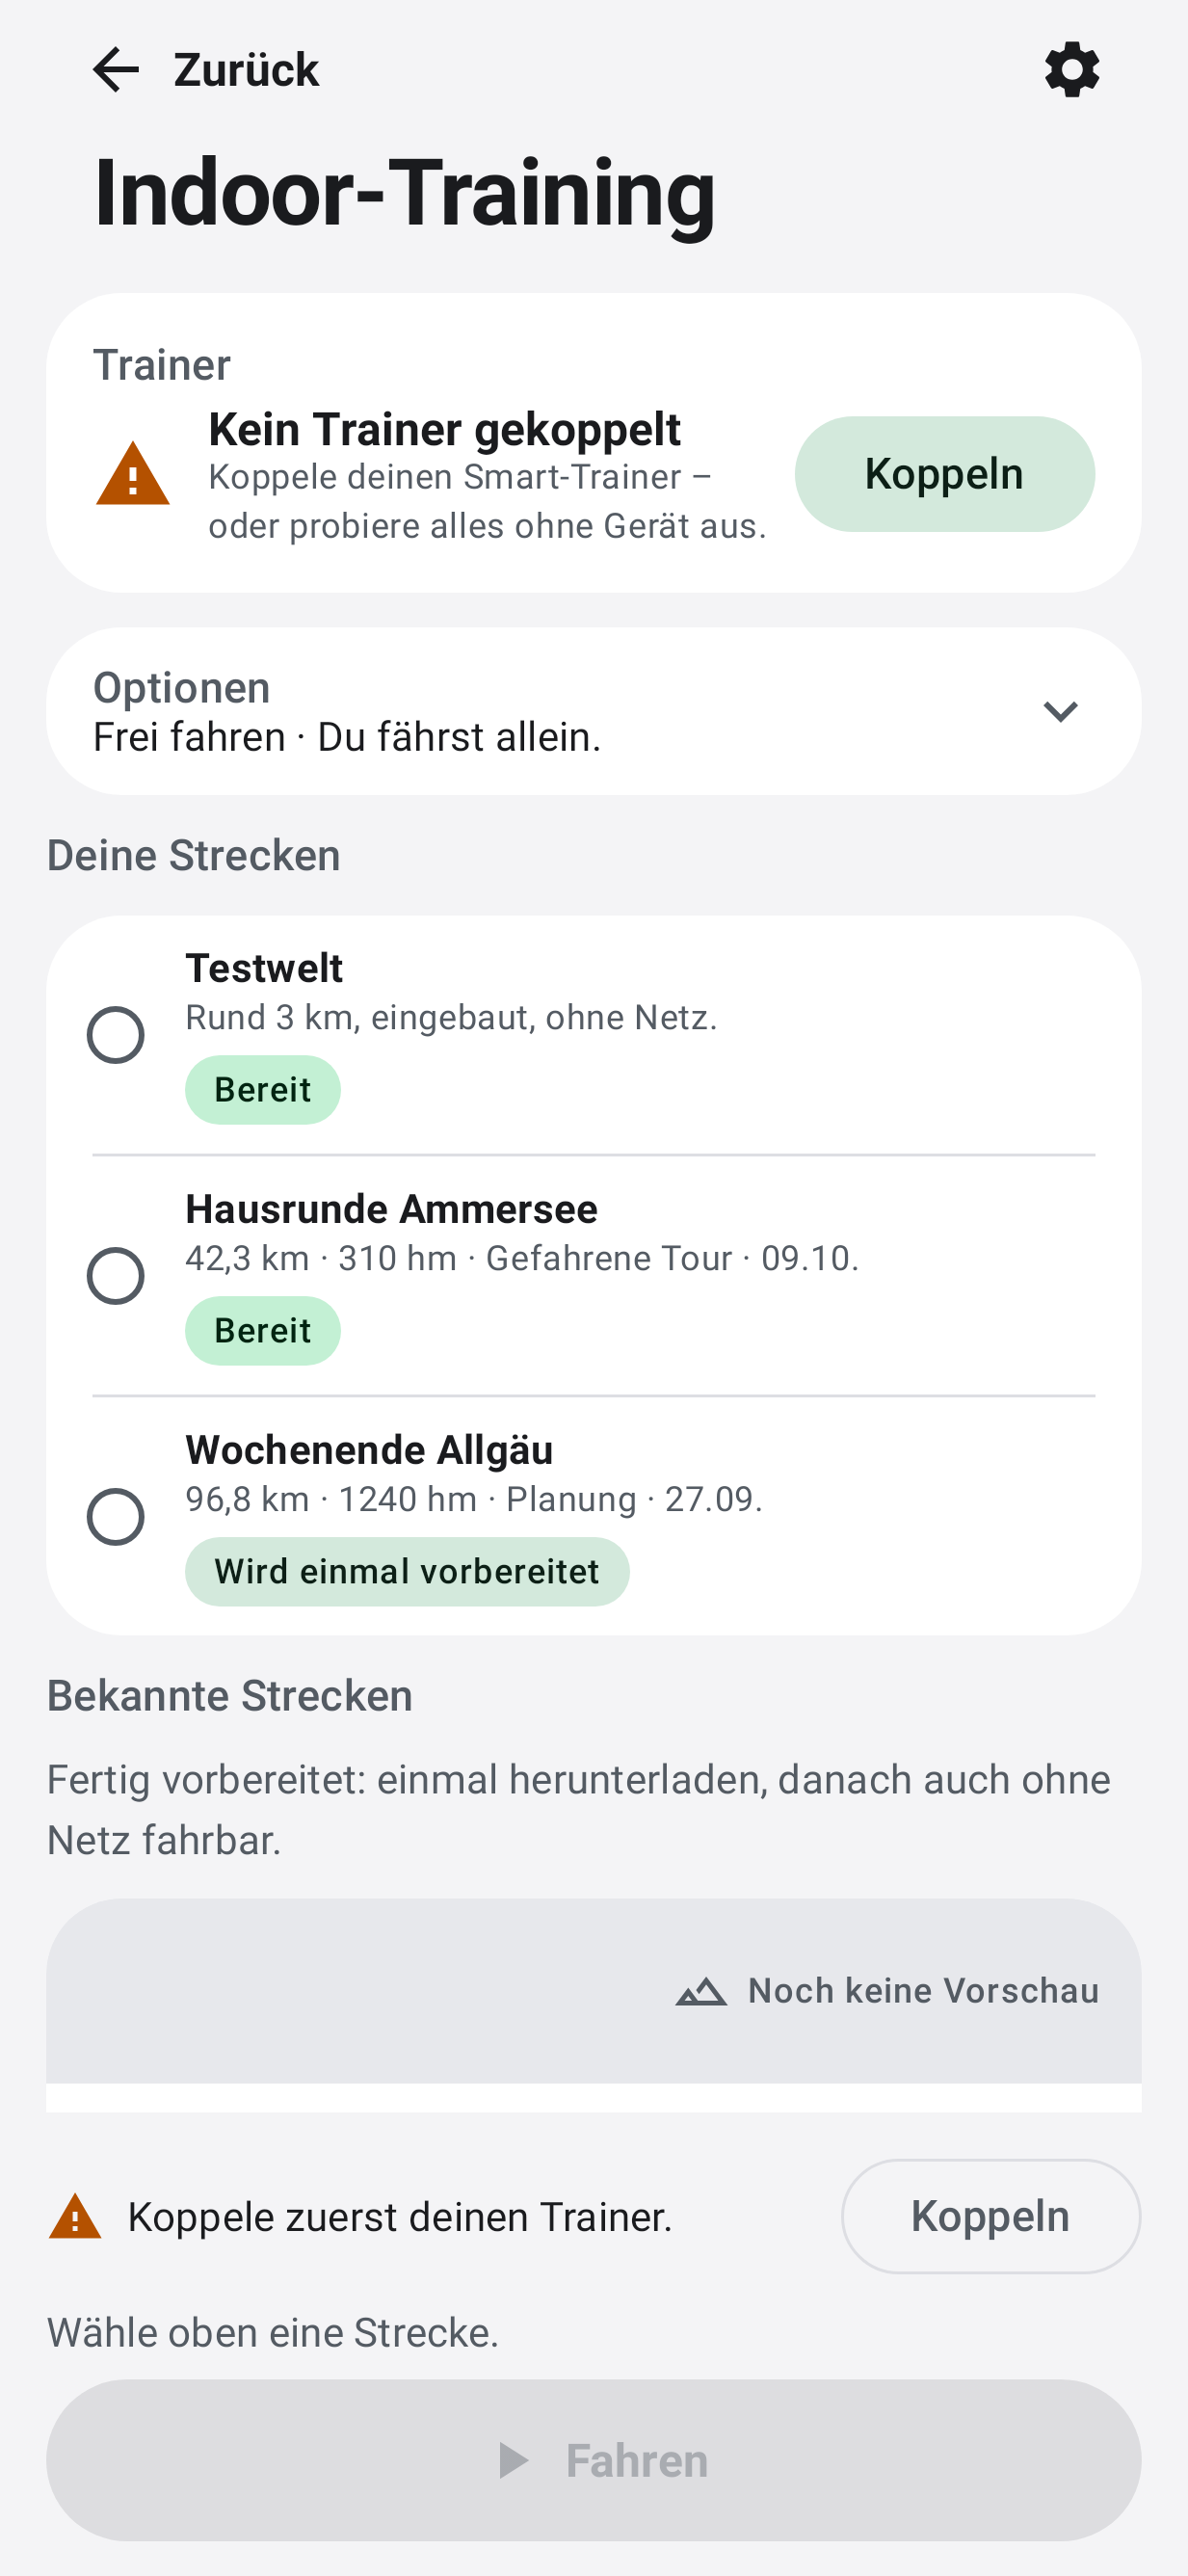 Zurück
Indoor-Training
Trainer
Kein Trainer gekoppelt
Koppele deinen Smart-Trainer –
oder probiere alles ohne Gerät aus.
Koppeln
Optionen
Frei fahren · Du fährst allein.
Deine Strecken
Testwelt
Rund 3 km, eingebaut, ohne Netz.
Bereit
Hausrunde Ammersee
42,3 km · 310 hm · Gefahrene Tour · 09.10.
Bereit
Wochenende Allgäu
96,8 km · 1240 hm · Planung · 27.09.
Wird einmal vorbereitet
Bekannte Strecken
Fertig vorbereitet: einmal herunterladen, danach auch ohne
Netz fahrbar.
Noch keine Vorschau
Koppele zuerst deinen Trainer.
Koppeln
Wähle oben eine Strecke.
Fahren